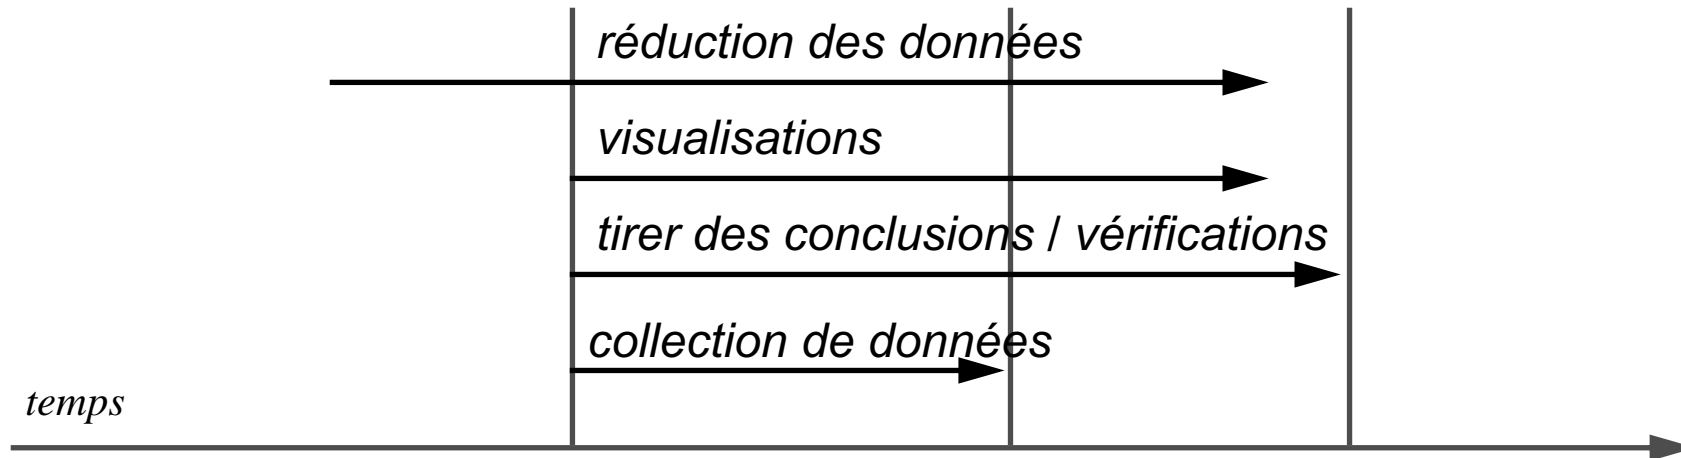 réduction des données
visualisations
tirer des conclusions / vérifications
collection de données
temps